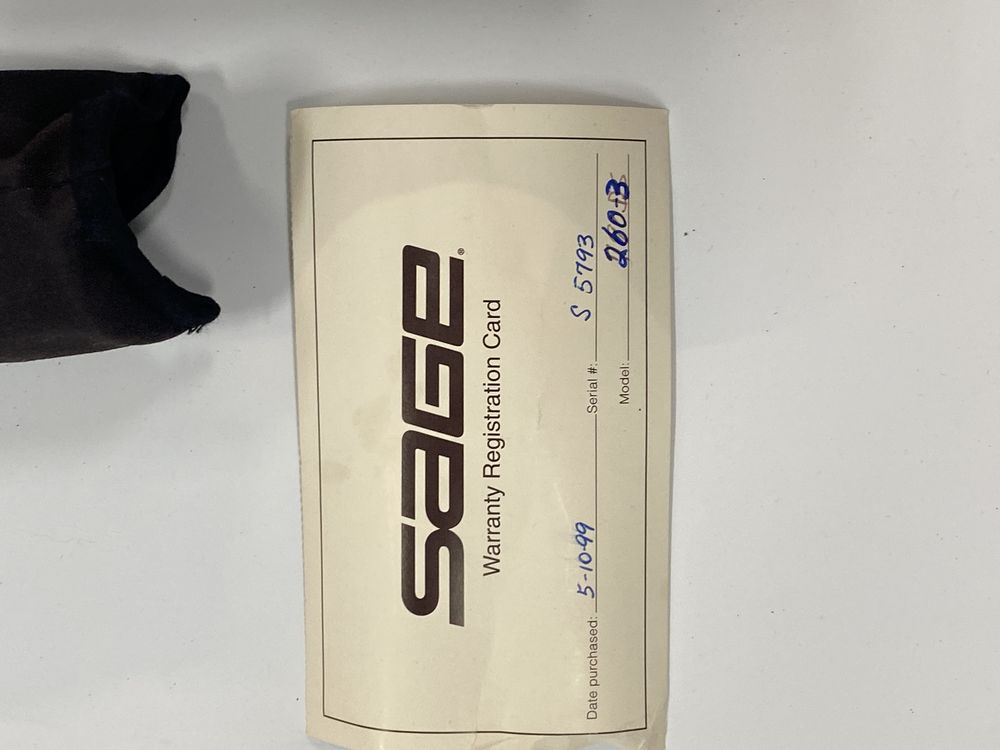 SAGE®
Warranty Registration Card
Date purchased: 5-10-99 Serial #: S 5793
Model: 260-3